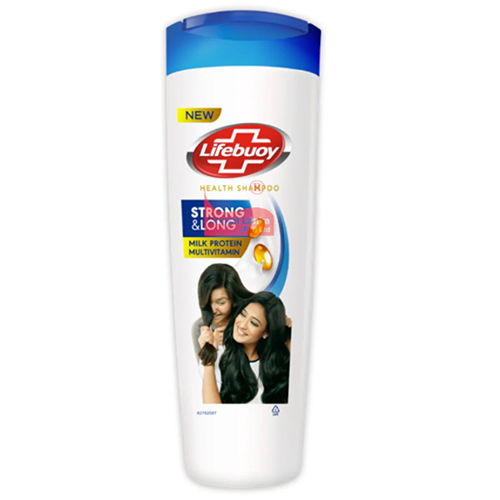 NEW
Lifebuoy
HEALTH SHAMPOO
STRONG
&LONG
MILK PROTEIN
MULTIVITAMIN